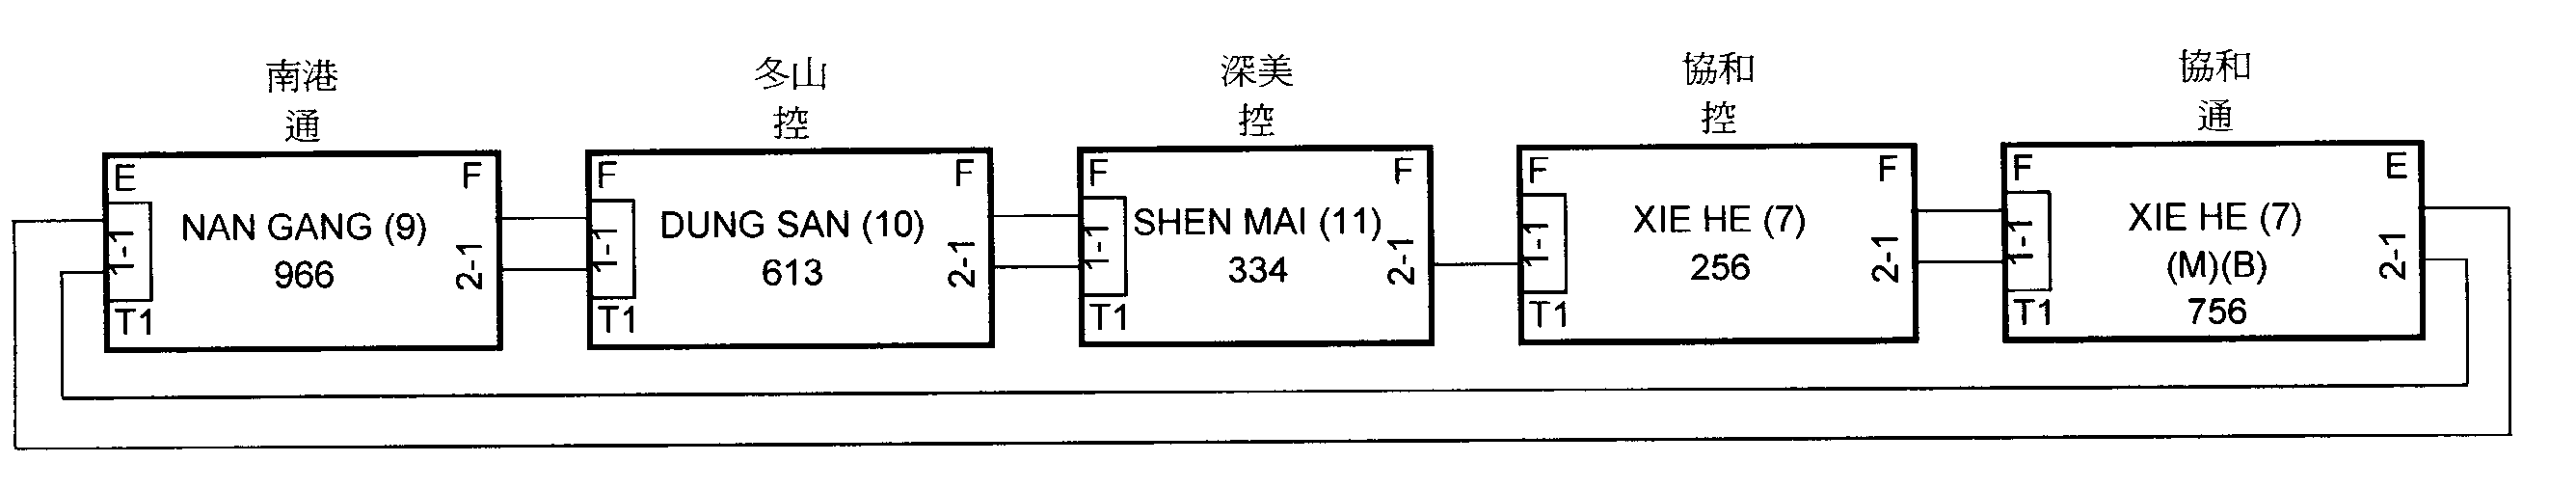 南港
通
E
F
1-1
NAN GANG (9)
966
2-1
T1
冬山
控
F
F
1-1
DUNG SAN (10)
613
2-1
T1
深美
控
F
F
1-1
SHEN MAI (11)
334
2-1
T1
協和
控
F
F
1-1
XIE HE (7)
256
2-1
T1
協和
通
F
E
1-1
XIE HE (7)
(M)(B)
756
2-1
T1